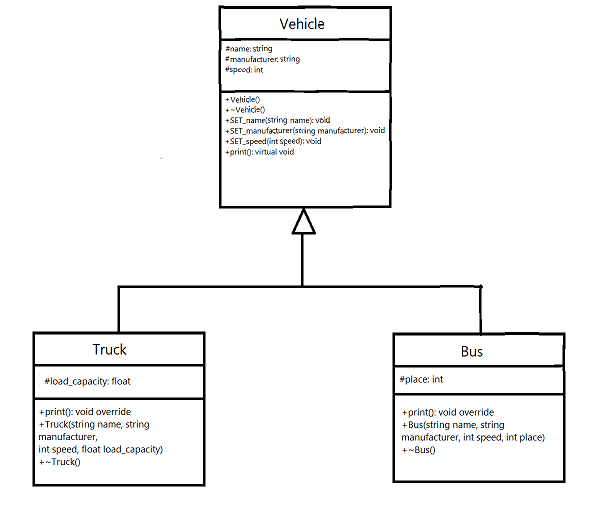 Vehicle
#name: string
#manufacturer: string
#speed: int
+Vehicle()
+~Vehicle()
+SET_name(string name): void
+SET_manufacturer(string manufacturer): void
+SET_speed(int speed): void
+print(): virtual void
Truck
#load_capacity: float
+print(): void override
+Truck(string name, string
manufacturer,
int speed, float load_capacity)
+~Truck()
Bus
#place: int
+print(): void override
+Bus(string name, string
manufacturer, int speed, int place)
+~Bus()